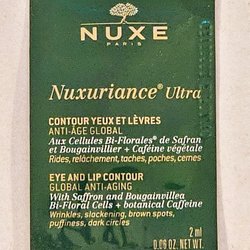 NUXE
PARIS
Nuxuriance® Ultra
CONTOUR YEUX ET LÈVRES
ANTI-ÂGE GLOBAL
Aux Cellules Bi-Florales® de Safran
et Bougainvillier + Caféine végétale
Rides, relâchement, taches, poches, cernes
EYE AND LIP CONTOUR
GLOBAL ANTI-AGING
With Saffron and Bougainvillea
Bi-Floral Cells + botanical Caffeine
Wrinkles, slackening, brown spots,
puffiness, dark circles
2 ml
0.06 OZ. NET WT.